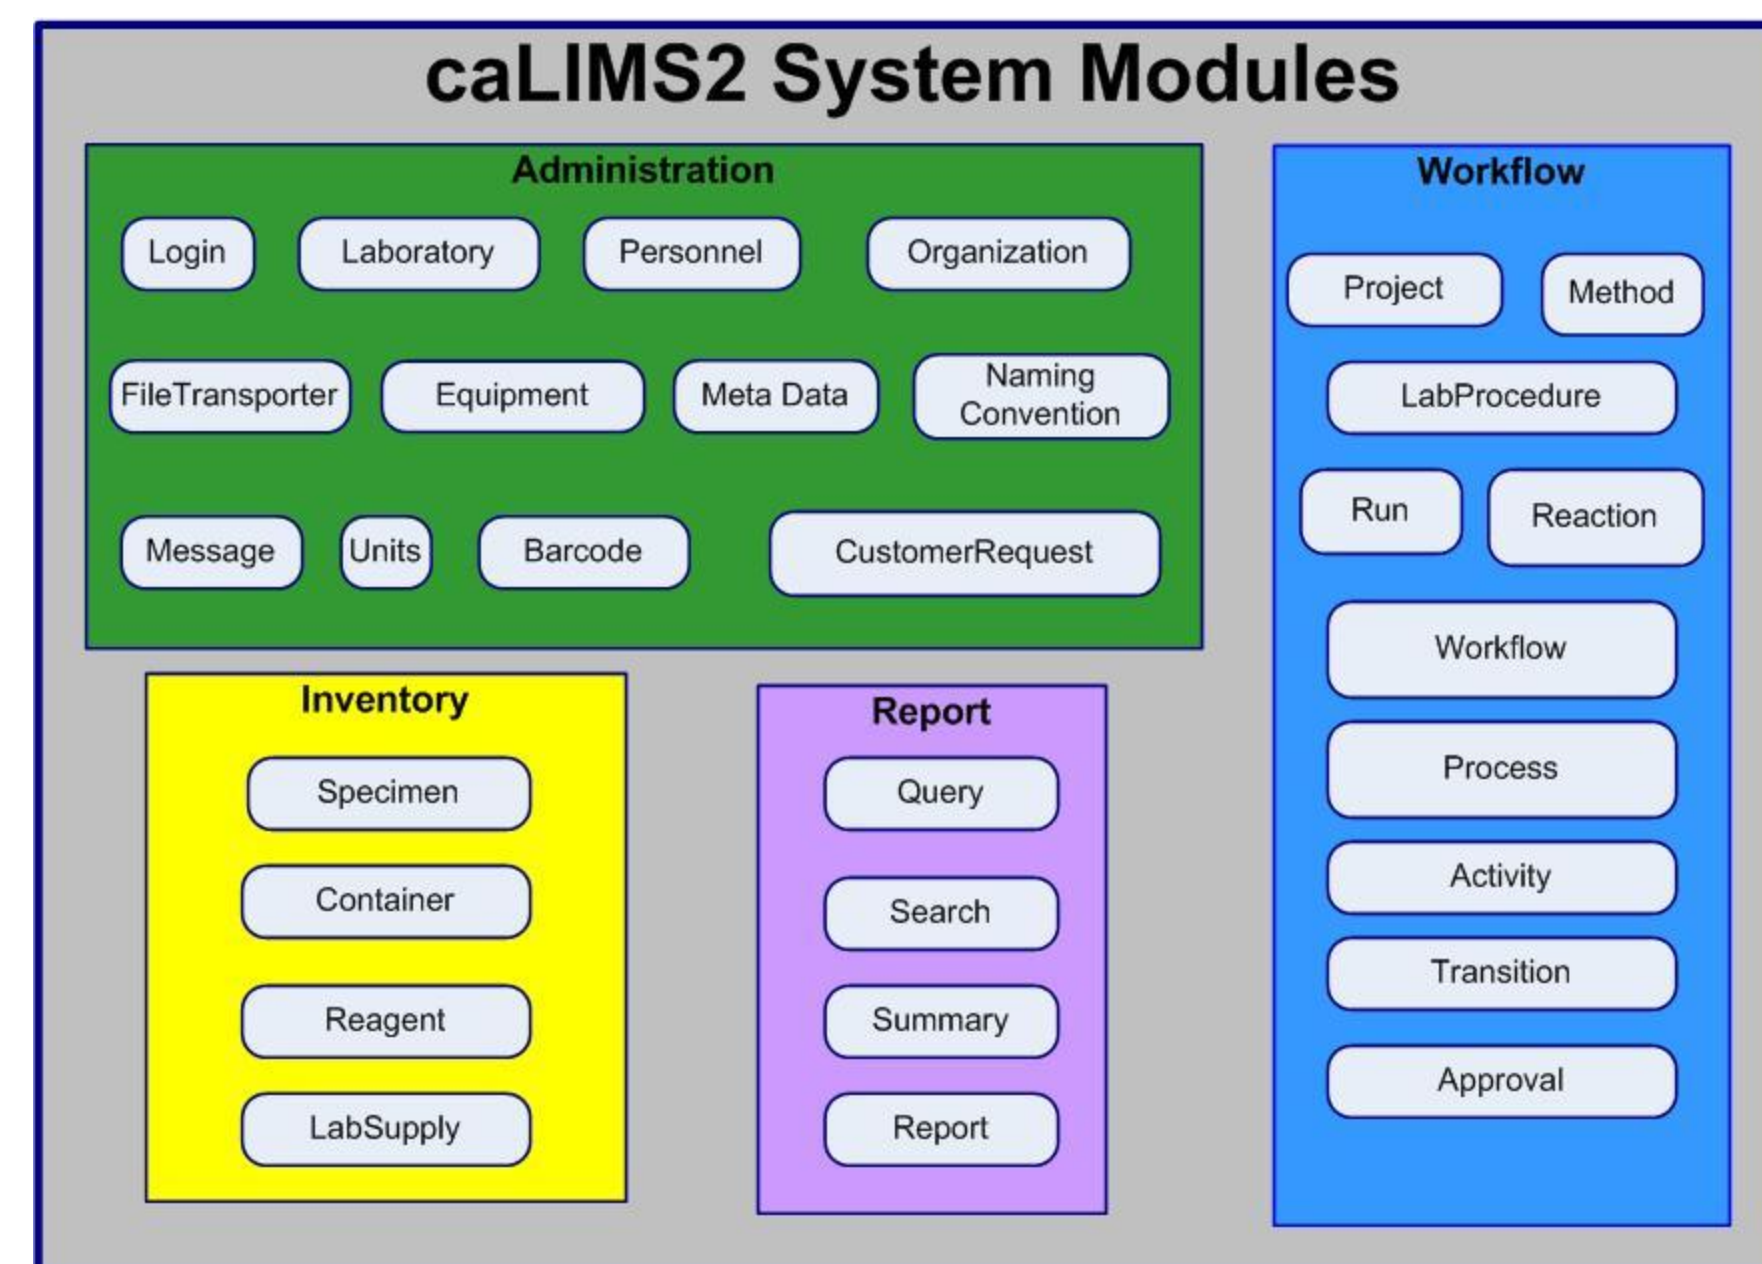 caLIMS2 System Modules
Administration
Login
Laboratory
Personnel
Organization
FileTransporter
Equipment
Meta Data
Naming
Convention
Message
Units
Barcode
CustomerRequest
Workflow
Project
Method
LabProcedure
Run
Reaction
Workflow
Process
Activity
Transition
Approval
Inventory
Specimen
Container
Reagent
LabSupply
Report
Query
Search
Summary
Report